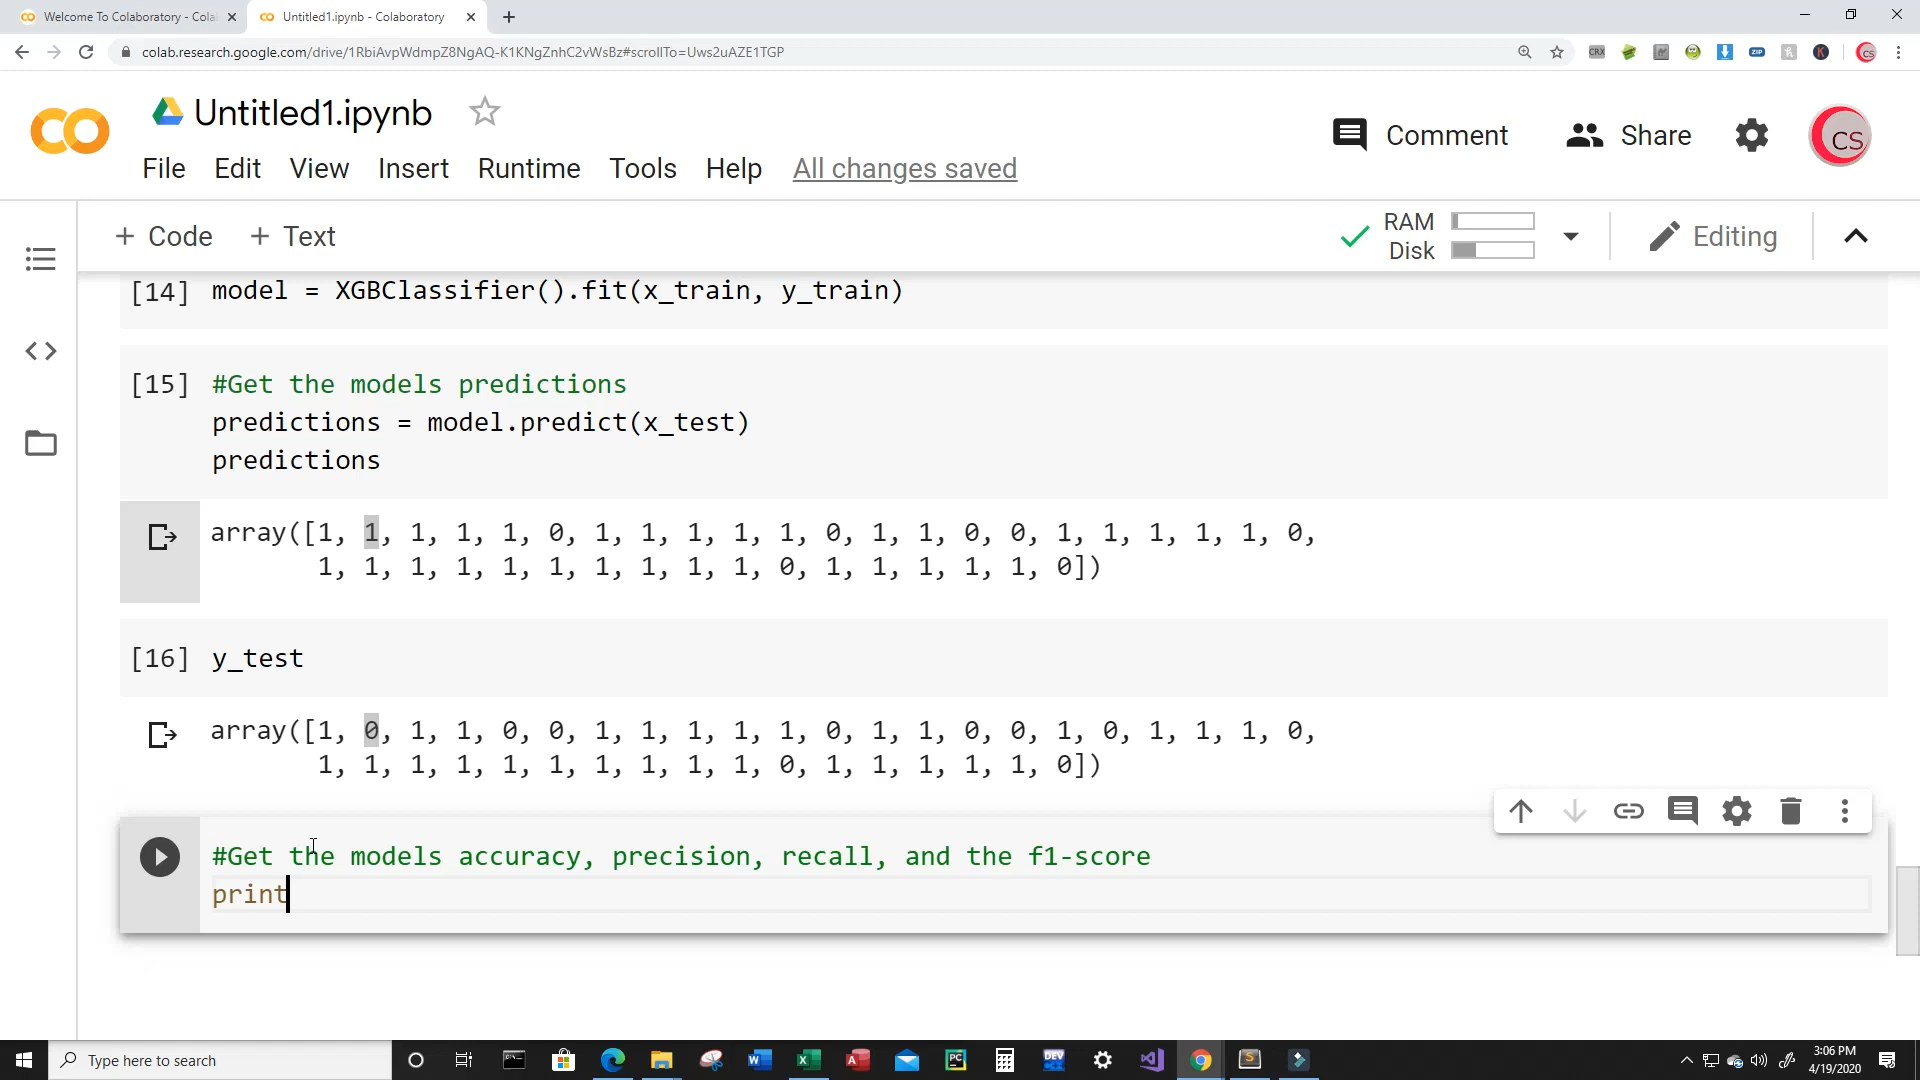 Welcome To Colaboratory - Cola
Untitled1.ipynb - Colaboratory
colab.research.google.com/drive/1RbiAvpWdmpZ8NgAQ-K1KNgZnhC2vWsBz#scrollTo=Uws2uAZE1TGP
CRX
ZIP
K
CS
Untitled1.ipynb
Comment
Share
CS
File Edit View Insert Runtime Tools Help All changes saved
+ Code + Text
RAM
Disk
Editing
[14] model = XGBClassifier().fit(x_train, y_train)
[15] #Get the models predictions
predictions = model.predict(x_test)
predictions
array([1, 1, 1, 1, 1, 0, 1, 1, 1, 1, 1, 0, 1, 1, 0, 0, 1, 1, 1, 1, 1, 0,
1, 1, 1, 1, 1, 1, 1, 1, 1, 1, 0, 1, 1, 1, 1, 1, 0])
[16] y_test
array([1, 0, 1, 1, 0, 0, 1, 1, 1, 1, 1, 0, 1, 1, 0, 0, 1, 0, 1, 1, 1, 0,
1, 1, 1, 1, 1, 1, 1, 1, 1, 1, 0, 1, 1, 1, 1, 1, 0])
#Get the models accuracy, precision, recall, and the f1-score
print
Type here to search
PC
DEV
3:06 PM
4/19/2020